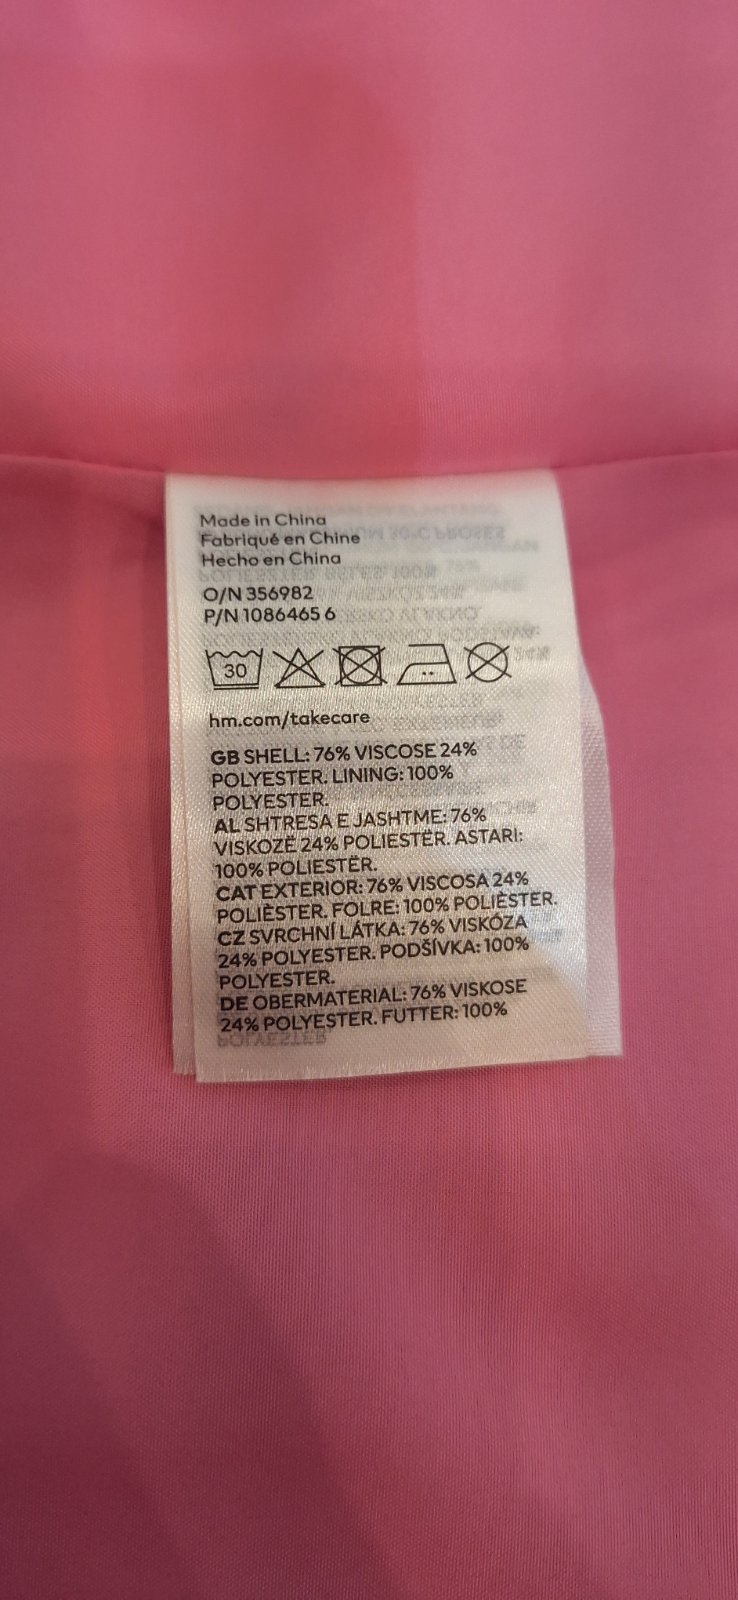 Made in China
Fabriqué en Chine
Hecho en China
O/N 356982
P/N 1086465 6
30
hm.com/takecare
GB SHELL: 76% VISCOSE 24%
POLYESTER. LINING: 100%
POLYESTER.
AL SHTRESA E JASHTME: 76%
VISKOZË 24% POLIESTËR. ASTARI:
100% POLIESTËR.
CAT EXTERIOR: 76% VISCOSA 24%
POLIÈSTER. FOLRE: 100% POLIÈSTER.
CZ SVRCHNÍ LÁTKA: 76% VISKÓZA
24% POLYESTER. PODŠÍVKA: 100%
POLYESTER.
DE OBERMATERIAL: 76% VISKOSE
24% POLYESTER. FUTTER: 100%